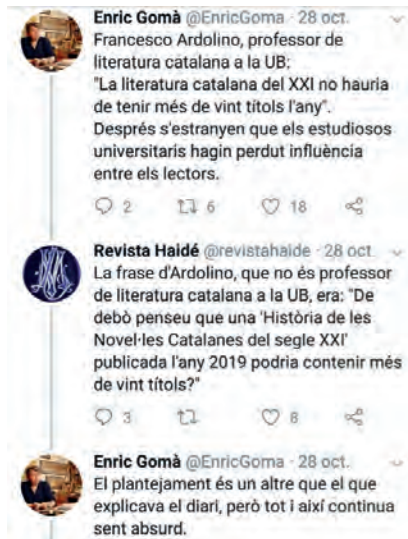 Enric Gomà @EnricGoma · 28 oct.
Francesco Ardolino, professor de
literatura catalana a la UB:
"La literatura catalana del XXI no hauria
de tenir més de vint títols l'any".
Després s'estranyen que els estudiosos
universitaris hagin perdut influència
entre els lectors.
2 6 18
Revista Haidé @revistahaide · 28 oct.
La frase d'Ardolino, que no és professor
de literatura catalana a la UB, era: "De
debò penseu que una 'Història de les
Novel·les Catalanes del segle XXI'
publicada l'any 2019 podria contenir més
de vint títols?"
3 8
Enric Gomà @EnricGoma · 28 oct.
El plantejament és un altre que el que
explicava el diari, però tot i així continua
sent absurd.